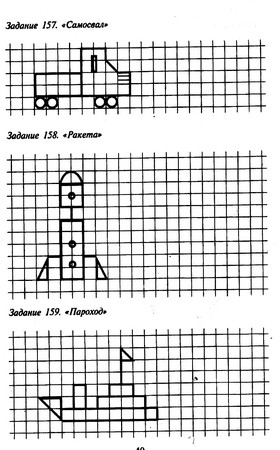 Задание 157. «Самосвал»
Задание 158. «Ракета»
Задание 159. «Пароход»